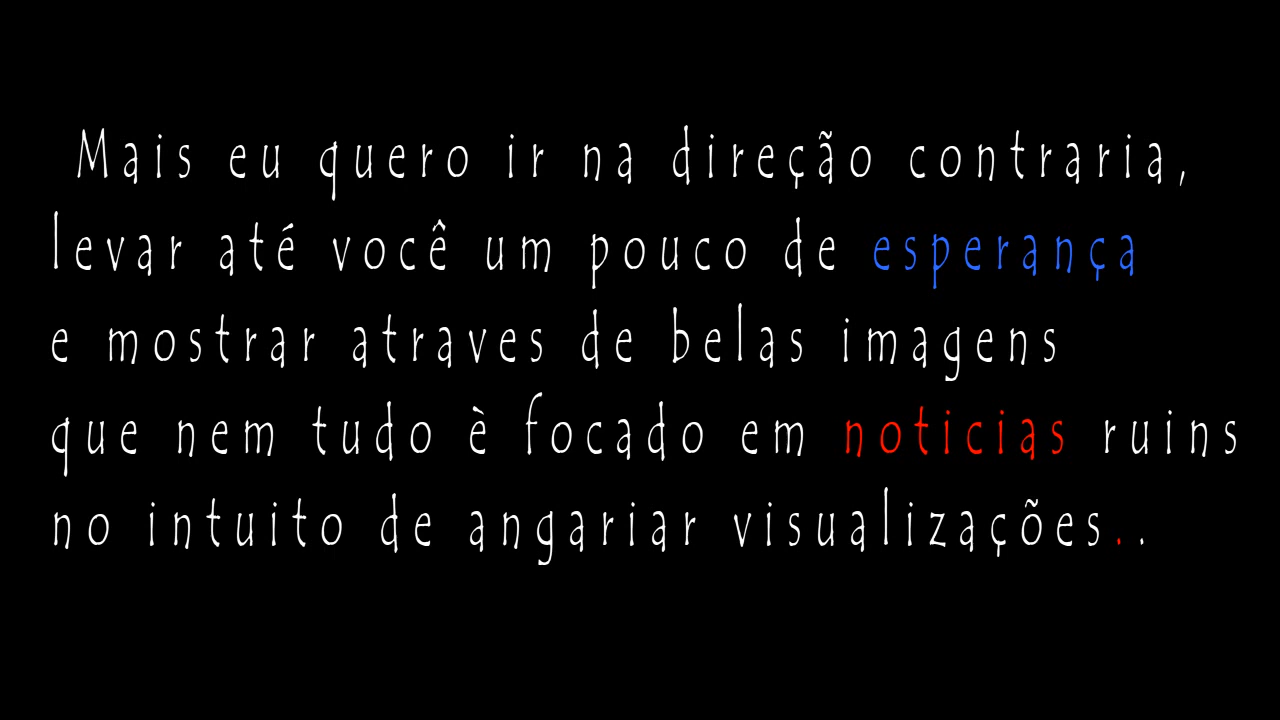 Mais eu quero ir na direção contraria,
levar até você um pouco de esperança
e mostrar atraves de belas imagens
que nem tudo è focado em noticias ruins
no intuito de angariar visualizações..